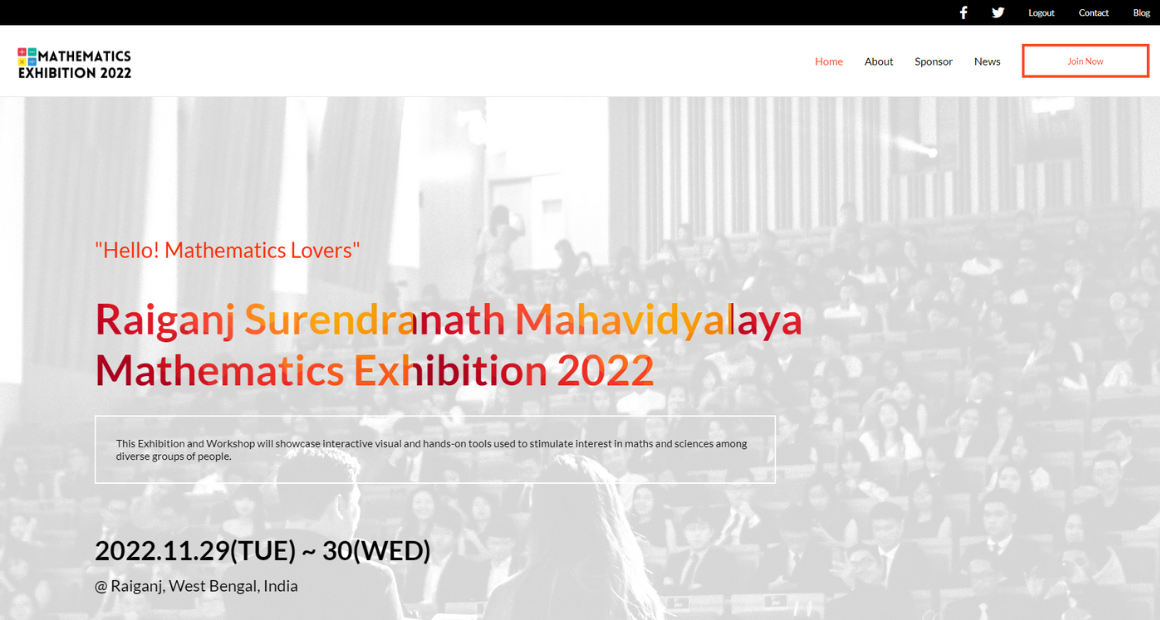 Logout Contact Blog
MATHEMATICS
EXHIBITION 2022
Home About Sponsor News Join Now
"Hello! Mathematics Lovers"
Raiganj Surendranath Mahavidyalaya
Mathematics Exhibition 2022
This Exhibition and Workshop will showcase interactive visual and hands-on tools used to stimulate interest in maths and sciences among
diverse groups of people.
2022.11.29(TUE) ~ 30(WED)
@ Raiganj, West Bengal, India